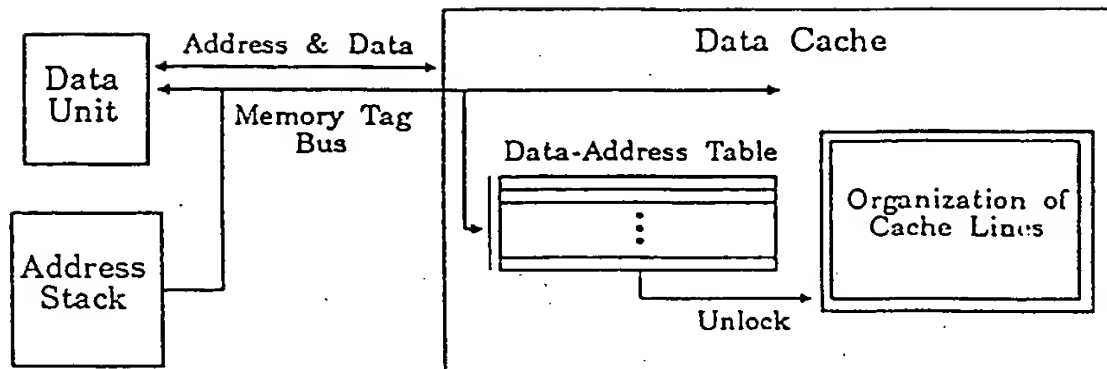 Address & Data
Data Cache
Data
Unit
Memory Tag
Bus
Data-Address Table
Organization of
Cache Lines
Address
Stack
Unlock